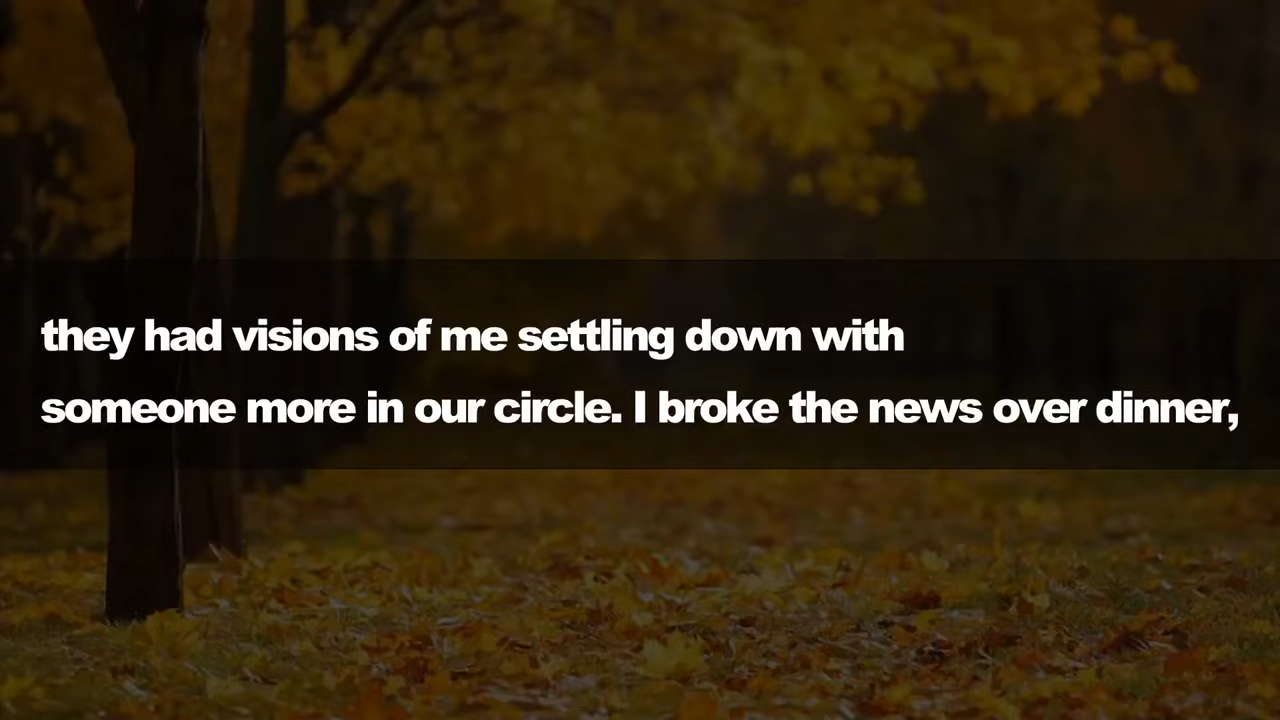 they had visions of me settling down with
someone more in our circle. I broke the news over dinner,